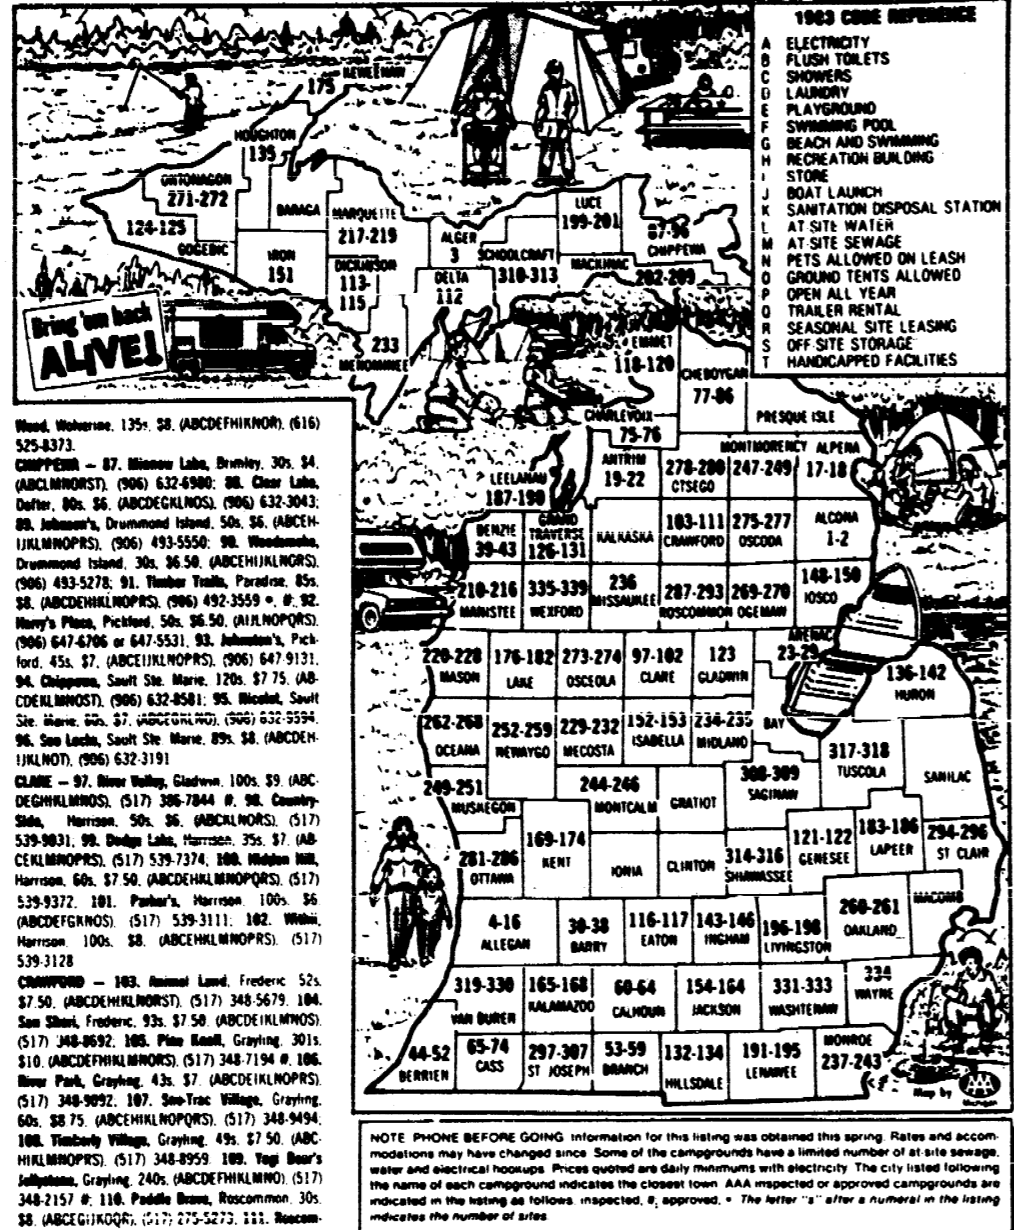 1983 CODE REFERENCE
A ELECTRICITY
B FLUSH TOILETS
C SHOWERS
D LAUNDRY
E PLAYGROUND
F SWIMMING POOL
G BEACH AND SWIMMING
H RECREATION BUILDING
I STORE
J BOAT LAUNCH
K SANITATION DISPOSAL STATION
L AT-SITE WATER
M AT-SITE SEWAGE
N PETS ALLOWED ON LEASH
O GROUND TENTS ALLOWED
P OPEN ALL YEAR
Q TRAILER RENTAL
R SEASONAL SITE LEASING
S OFF-SITE STORAGE
T HANDICAPPED FACILITIES
KEWEENAW
175
HOUGHTON
135
ONTONAGON
271-272
BARAGA
MARQUETTE
217-219
LUCE
199-201
87-96
CHIPPEWA
124-125
GOGEBIC
IRON
151
DICKINSON
113-
115
ALGER
3
SCHOOLCRAFT
310-313
MACKINAC
202-209
DELTA
112
233
MENOMINEE
Bring 'em back
ALIVE!
EMMET
118-120
CHEBOYGAN
77-86
PRESQUE ISLE
CHARLEVOIX
75-76
LEELANAU
187-190
ANTRIM
19-22
278-280
OTSEGO
MONTMORENCY
247-249
ALPENA
17-18
BENZIE
39-43
GRAND
TRAVERSE
126-131
KALKASKA
103-111
CRAWFORD
275-277
OSCODA
ALCONA
1-2
210-216
MANISTEE
335-339
WEXFORD
236
MISSAUKEE
287-293
ROSCOMMON
269-270
OGEMAW
148-150
IOSCO
220-228
MASON
176-182
LAKE
273-274
OSCEOLA
97-102
CLARE
123
GLADWIN
ARENAC
23-29
136-142
HURON
262-268
OCEANA
252-259
NEWAYGO
229-232
MECOSTA
152-153
ISABELLA
234-235
MIDLAND
BAY
317-318
TUSCOLA
SANILAC
249-251
MUSKEGON
244-246
MONTCALM
GRATIOT
308-309
SAGINAW
281-286
OTTAWA
169-174
KENT
IONIA
CLINTON
314-316
SHIAWASSEE
121-122
GENESEE
183-186
LAPEER
294-296
ST CLAIR
4-16
ALLEGAN
30-38
BARRY
116-117
EATON
143-146
INGHAM
196-198
LIVINGSTON
260-261
OAKLAND
MACOMB
319-330
VAN BUREN
165-168
KALAMAZOO
60-64
CALHOUN
154-164
JACKSON
331-333
WASHTENAW
334
WAYNE
44-52
BERRIEN
65-74
CASS
297-307
ST JOSEPH
53-59
BRANCH
132-134
HILLSDALE
191-195
LENAWEE
MONROE
237-243
Map by
AAA
Wood, Wolverine, 135s, $8, (ABCDEFHIKNOR), (616)
525-8373.
CHIPPEWA — 87. Minnow Lake, Brimley, 30s, $4,
(ABCLMNORST), (906) 632-6980; 88. Clear Lake,
Dafter, 80s, $6, (ABCDEGKLNOS), (906) 632-3043;
89. Johnson's, Drummond Island, 50s, $6, (ABCEH-
IJKLMNOPRS), (906) 493-5550; 90. Woodsmoke,
Drummond Island, 30s, $6.50, (ABCEHIJKLNORS),
(906) 493-5278; 91. Timber Trails, Paradise, 85s,
$8, (ABCDEHIKLNOPRS), (906) 492-3559 *, #; 92.
Harry's Place, Pickford, 50s, $6.50, (AIJLNOPQRS),
(906) 647-6706 or 647-5531, 93. Johnston's, Pick-
ford, 45s, $7, (ABCEIJKLNOPRS), (906) 647-9131,
94. Chippewa, Sault Ste. Marie, 120s, $7.75, (AB-
CDEKLMNOST), (906) 632-8581; 95. Nicolet, Sault
Ste. Marie, 60s, $7, (ABCEGKLNO), (906) 632-9594,
96. Soo Locks, Sault Ste. Marie, 89s, $8, (ABCDEH-
IJKLNOT), (906) 632-3191
CLARE — 97. River Valley, Gladwin, 100s, $9, (ABC-
DEGHIKLMNOS), (517) 386-7844 #, 98. Country-
Side, Harrison, 50s, $6, (ABCKLNORS), (517)
539-9031; 99. Dodge Lake, Harrison, 35s, $7, (AB-
CEKLMNOPRS), (517) 539-7374; 100. Hidden Hill,
Harrison, 60s, $7.50, (ABCDEHKLMNOPQRS), (517)
539-9372, 101. Parker's, Harrison, 100s, $6
(ABCDEFGKNOS), (517) 539-3111; 102. Withii,
Harrison, 100s, $8, (ABCEHKLMNOPRS), (517)
539-3128
CRAWFORD — 103. Animal Land, Frederic, 52s,
$7.50, (ABCDEHIKLNORST), (517) 348-5679, 104.
Frederic, 93s, $7.50, (ABCDEIKLMNOS),
(517) 348-8692; 105. Pine Knoll, Grayling, 301s,
$10, (ABCDEFHIKLMNORS), (517) 348-7194 #, 106.
River Park, Grayling, 43s, $7, (ABCDEIKLNOPRS),
(517) 348-9092; 107. Sno-Trac Village, Grayling,
60s, $8.75, (ABCEHIKLNOPQRS), (517) 348-9494;
108. Timberly Village, Grayling, 49s, $7.50, (ABC-
HIKLMNOPRS), (517) 348-8959. 109. Yogi Bear's
Jellystone, Grayling, 240s, (ABCDEFHIKLMNO), (517)
348-2157 #; 110. Paddle Brave, Roscommon, 30s,
$8, (ABCEGIJKOQR), (517) 275-5273, 111. Roscom-
NOTE PHONE BEFORE GOING Information for this listing was obtained this spring. Rates and accom-
modations may have changed since. Some of the campgrounds have a limited number of at-site sewage,
water and electrical hookups. Prices quoted are daily minimums with electricity. The city listed following
the name of each campground indicates the closest town. AAA inspected or approved campgrounds are
indicated in the listing as follows: inspected, #; approved, * The letter "s" after a numeral in the listing
indicates the number of sites.